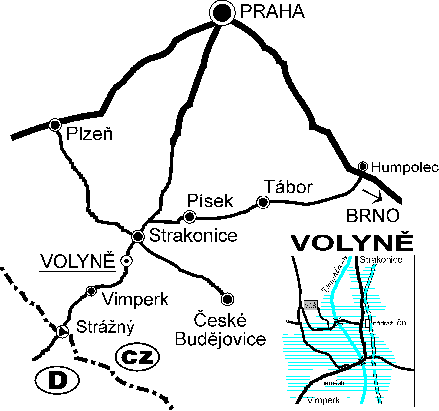 PRAHA
Plzeň
Humpolec
Tábor
Písek
BRNO
Strakonice
VOLYNĚ
VOLYNĚ
Strakonice
Vimperk
České
Budějovice
Strážný
CZ
D
Vimperk